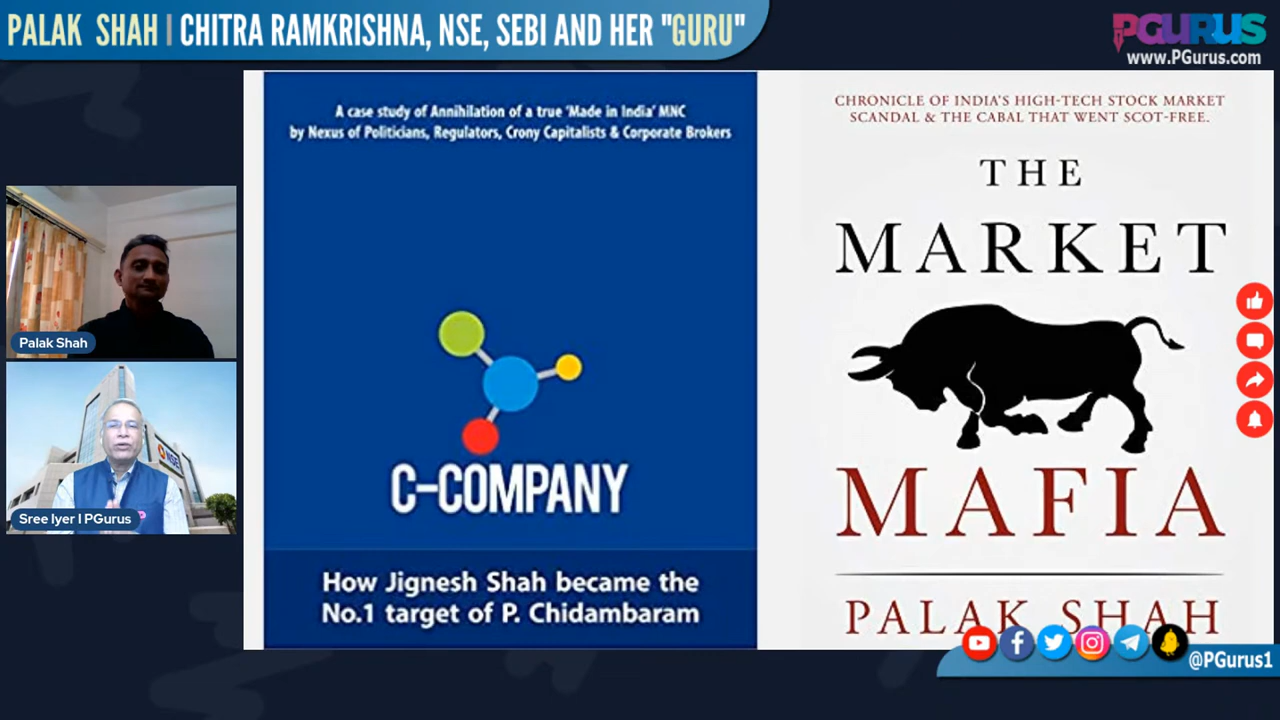 PALAK SHAH | CHITRA RAMKRISHNA, NSE, SEBI AND HER "GURU"
PGURUS
www.PGurus.com
A case study of Annihilation of a true 'Made in India' MNC
by Nexus of Politicians, Regulators, Crony Capitalists & Corporate Brokers
C-COMPANY
How Jignesh Shah became the
No.1 target of P. Chidambaram
CHRONICLE OF INDIA'S HIGH-TECH STOCK MARKET
SCANDAL & THE CABAL THAT WENT SCOT-FREE.
THE
MARKET
MAFIA
PALAK SHAH
Palak Shah
NSE
Sree Iyer I PGurus
@PGurus1